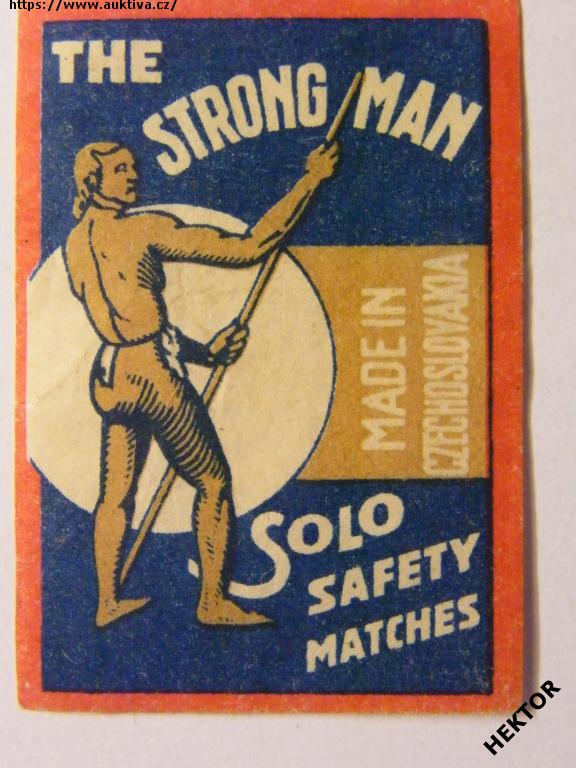 https://www.auktiva.cz/
THE
STRONG MAN
MADE IN
CZECHOSLOVAKIA
SOLO
SAFETY
MATCHES
HEKTOR